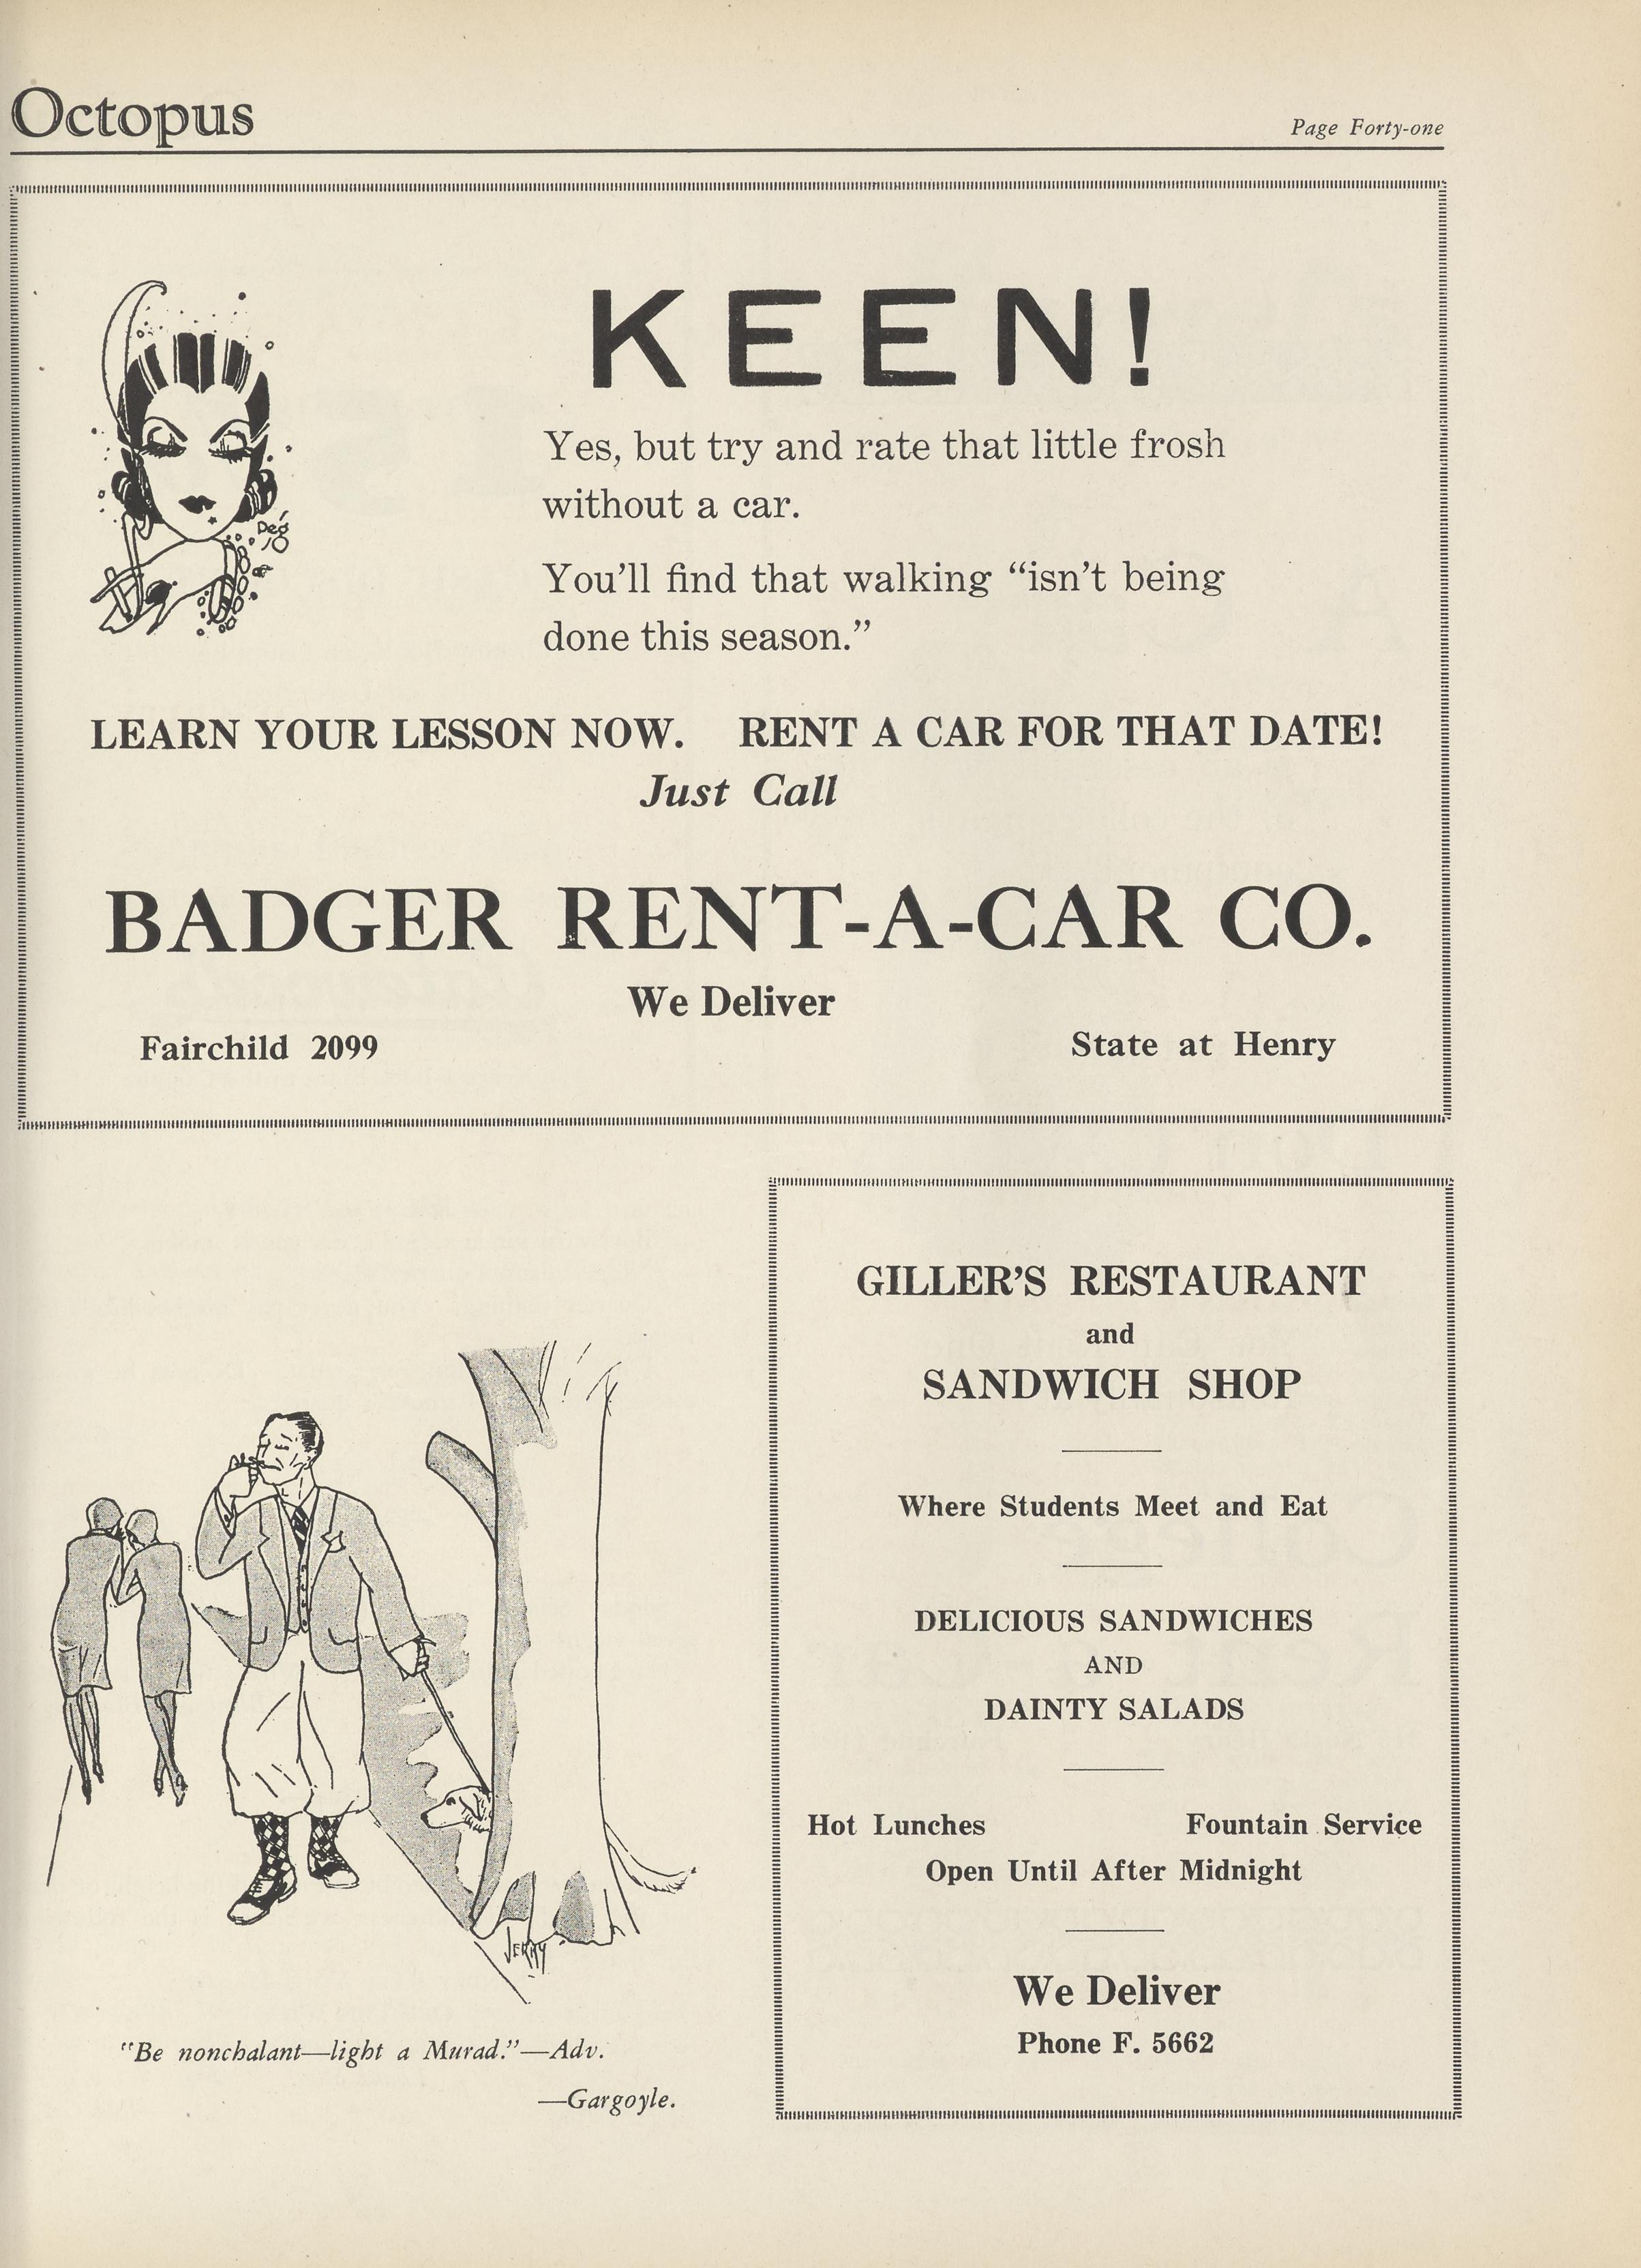 Octopus
Page Forty-one
KEEN!
Yes, but try and rate that little frosh
without a car.
You'll find that walking “isn't being
done this season.”
Deg
LEARN YOUR LESSON NOW. RENT A CAR FOR THAT DATE!
Just Call
BADGER RENT-A-CAR CO.
We Deliver
Fairchild 2099
State at Henry
JERRY
“Be nonchalant—light a Murad.”—Adv.
—Gargoyle.
GILLER'S RESTAURANT
and
SANDWICH SHOP
Where Students Meet and Eat
DELICIOUS SANDWICHES
AND
DAINTY SALADS
Hot Lunches
Fountain Service
Open Until After Midnight
We Deliver
Phone F. 5662